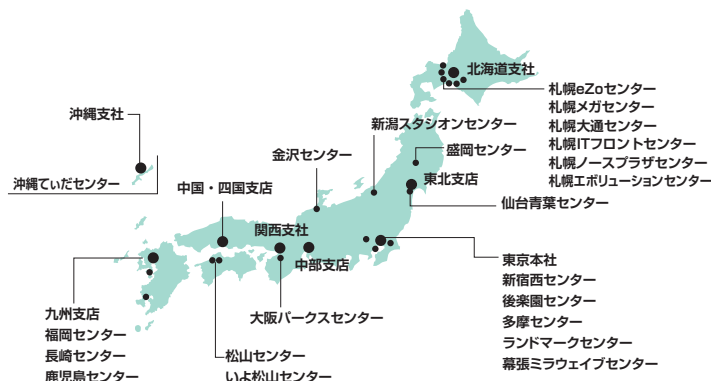 北海道支社
札幌eZoセンター
札幌メガセンター
札幌大通センター
札幌ITフロントセンター
札幌ノースプラザセンター
札幌エボリューションセンター
沖縄支社
沖縄てぃだセンター
新潟スタシオンセンター
盛岡センター
東北支店
仙台青葉センター
金沢センター
中国・四国支店
関西支社
中部支店
大阪パークスセンター
東京本社
新宿西センター
後楽園センター
多摩センター
ランドマークセンター
幕張ミラウェイブセンター
九州支店
福岡センター
長崎センター
鹿児島センター
松山センター
いよ松山センター